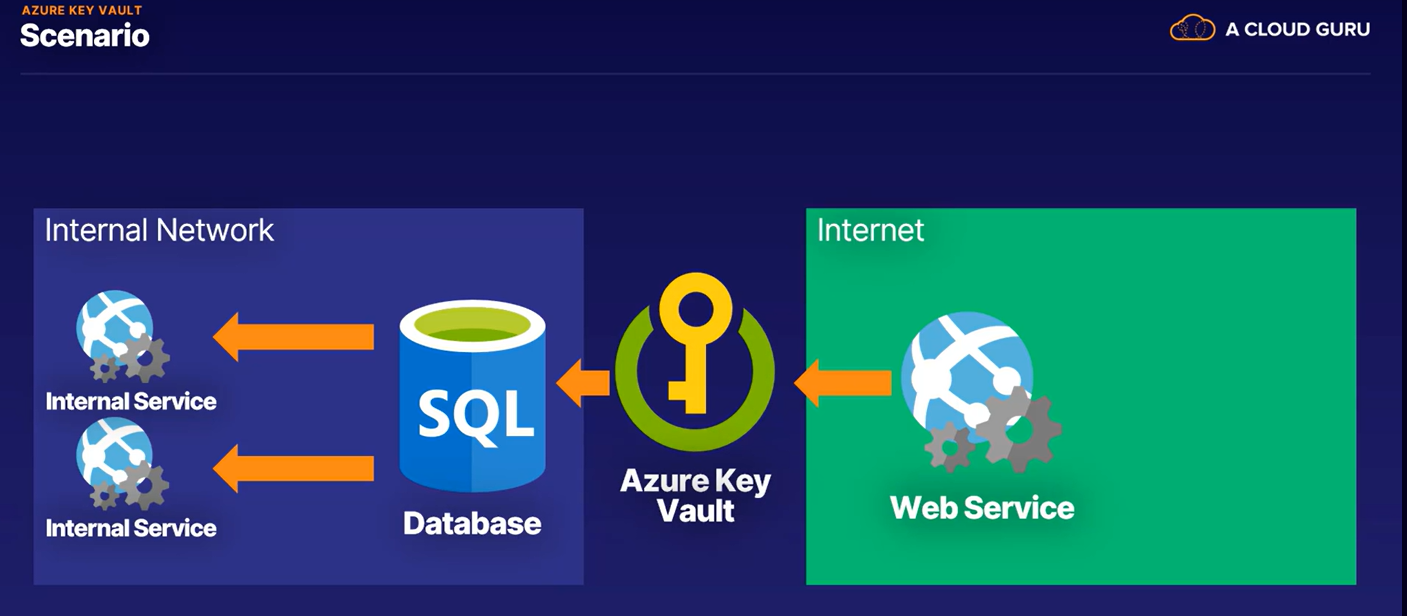 AZURE KEY VAULT
Scenario
A CLOUD GURU
Internal Network
Internal Service
Internal Service
SQL
Database
Azure Key
Vault
Internet
Web Service